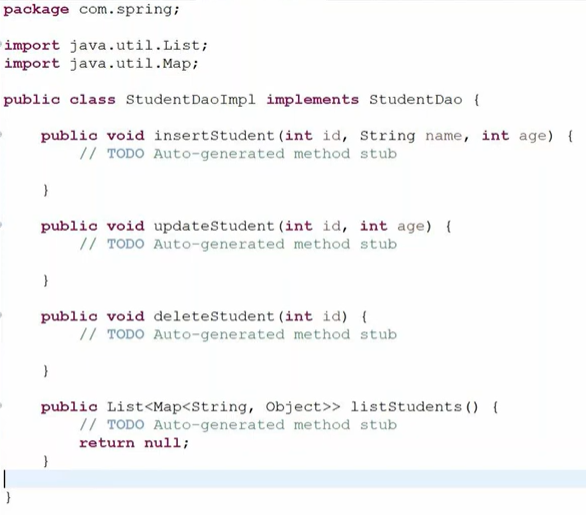 package com.spring;
import java.util.List;
import java.util.Map;
public class StudentDaoImpl implements StudentDao {
public void insertStudent(int id, String name, int age) {
// TODO Auto-generated method stub
}
public void updateStudent(int id, int age) {
// TODO Auto-generated method stub
}
public void deleteStudent(int id) {
// TODO Auto-generated method stub
}
public List<Map<String, Object>> listStudents() {
// TODO Auto-generated method stub
return null;
}
}